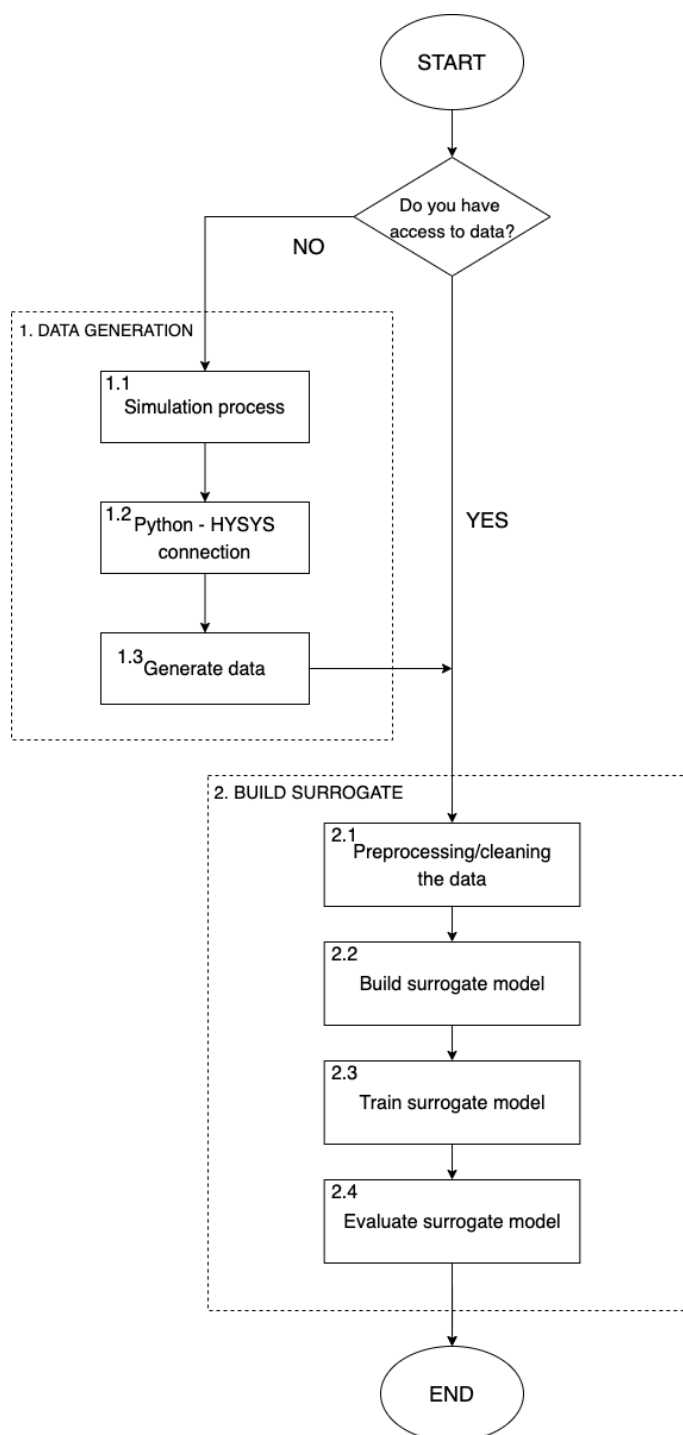 START
Do you have
access to data?
NO
1. DATA GENERATION
1.1
Simulation process
1.2
Python - HYSYS
connection
YES
1.3
Generate data
2. BUILD SURROGATE
2.1
Preprocessing/cleaning
the data
2.2
Build surrogate model
2.3
Train surrogate model
2.4
Evaluate surrogate model
END